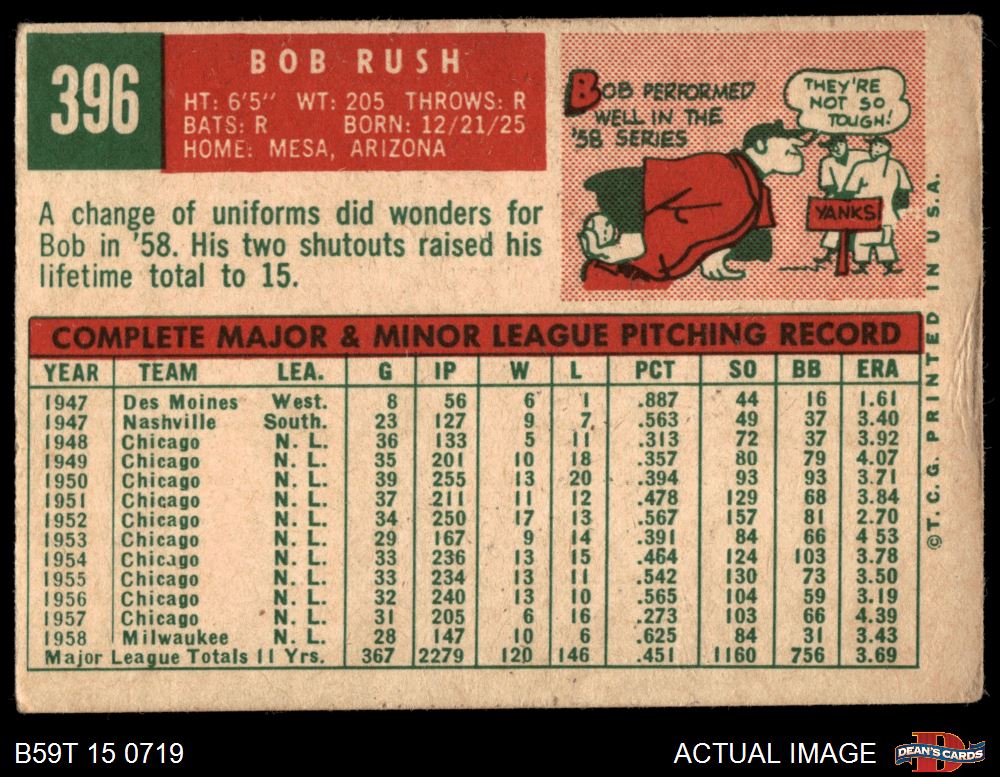 396
BOB RUSH
HT: 6'5" WT: 205 THROWS: R
BATS: R BORN: 12/21/25
HOME: MESA, ARIZONA
BOB PERFORMED
WELL IN THE
'58 SERIES
THEY'RE
NOT SO
TOUGH!
YANKS
A change of uniforms did wonders for
Bob in '58. His two shutouts raised his
lifetime total to 15.
COMPLETE MAJOR & MINOR LEAGUE PITCHING RECORD
YEAR TEAM LEA. G IP W L PCT SO BB ERA
1947 Des Moines West. 8 56 6 1 .887 44 16 1.61
1947 Nashville South. 23 127 9 7 .563 49 37 3.40
1948 Chicago N. L. 36 133 5 11 .313 72 37 3.92
1949 Chicago N. L. 35 201 10 18 .357 80 79 4.07
1950 Chicago N. L. 39 255 13 20 .394 93 93 3.71
1951 Chicago N. L. 37 211 11 12 .478 129 68 3.84
1952 Chicago N. L. 34 250 17 13 .567 157 81 2.70
1953 Chicago N. L. 29 167 9 14 .391 84 66 4 53
1954 Chicago N. L. 33 236 13 15 .464 124 103 3.78
1955 Chicago N. L. 33 234 13 11 .542 130 73 3.50
1956 Chicago N. L. 32 240 13 10 .565 104 59 3.19
1957 Chicago N. L. 31 205 6 16 .273 103 66 4.39
1958 Milwaukee N. L. 28 147 10 6 .625 84 31 3.43
Major League Totals 11 Yrs. 367 2279 120 146 .451 1160 756 3.69
©T. C. G. PRINTED IN U.S.A.
B59T 15 0719
ACTUAL IMAGE
DEAN'S CARDS